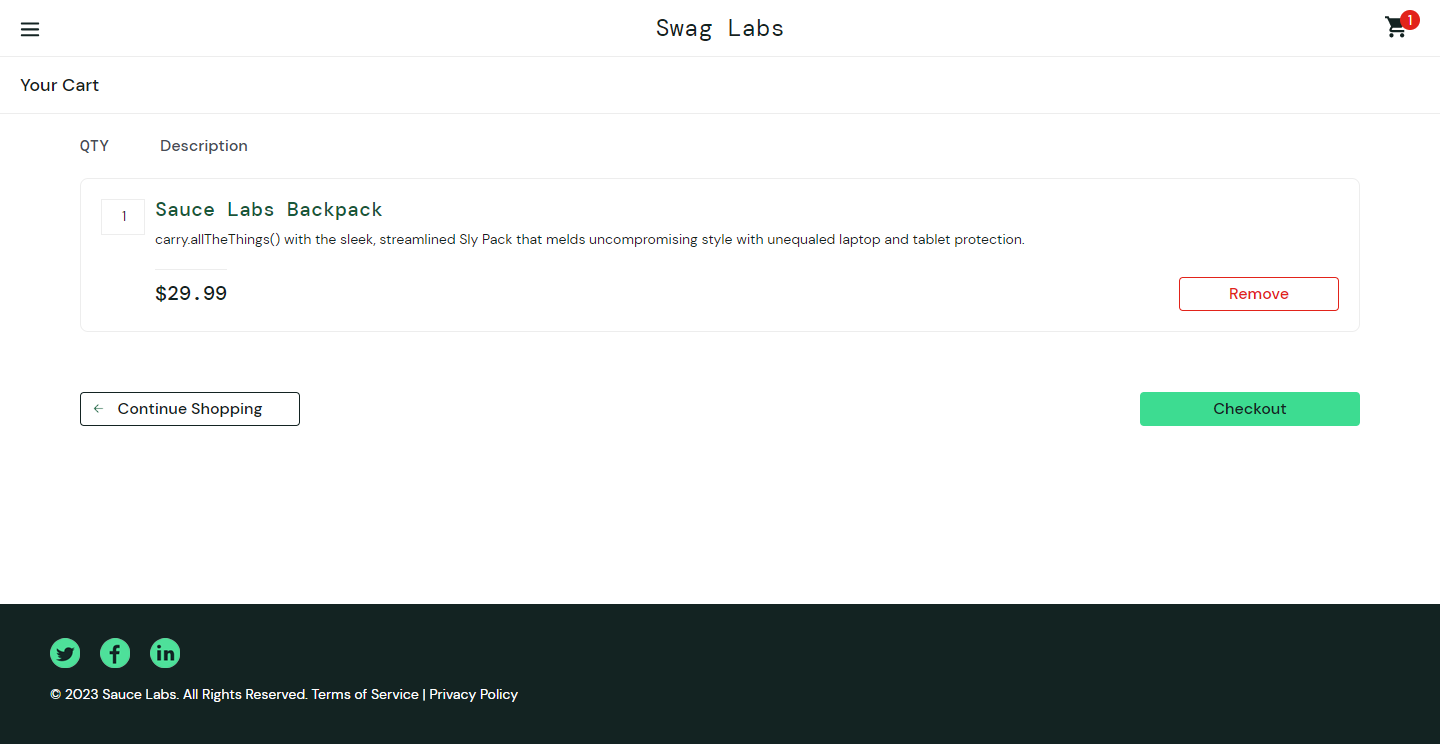 Swag Labs
1
Your Cart
QTY Description
1
Sauce Labs Backpack
carry.allTheThings() with the sleek, streamlined Sly Pack that melds uncompromising style with unequaled laptop and tablet protection.
$29.99
Remove
Continue Shopping
Checkout
© 2023 Sauce Labs. All Rights Reserved. Terms of Service | Privacy Policy